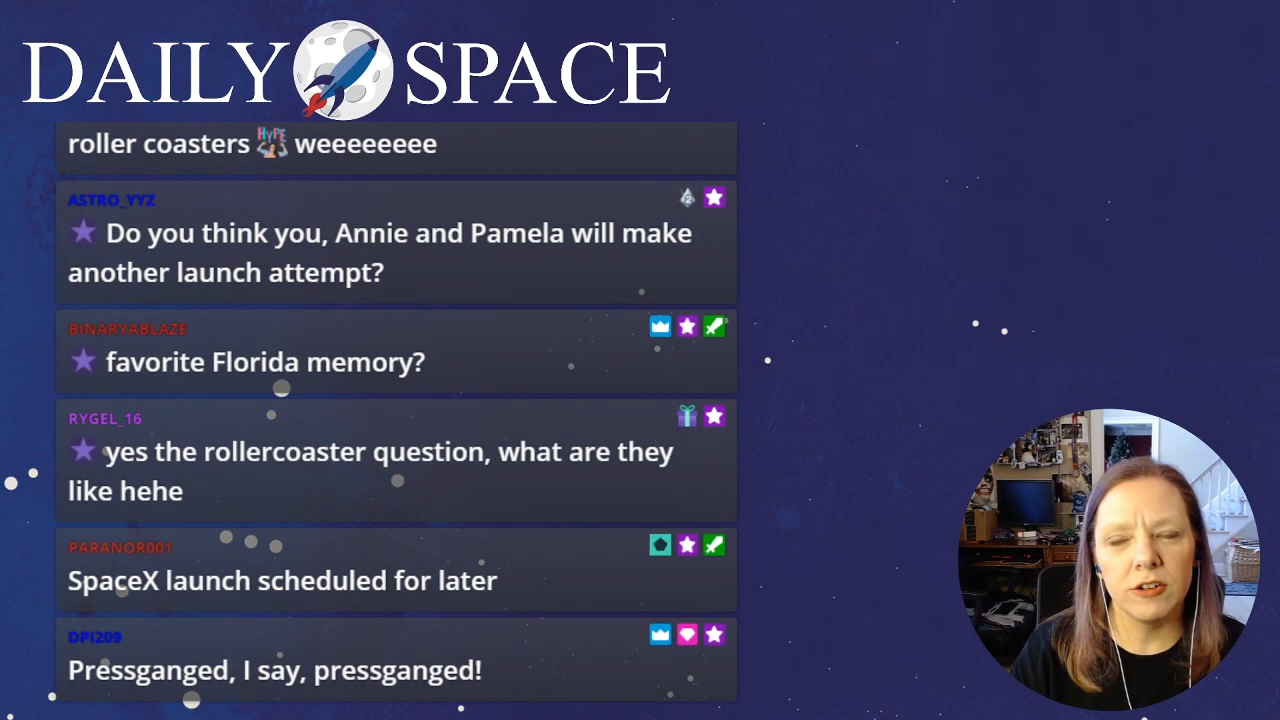 DAILY SPACE
roller coasters HYPE weeeeeeee
ASTRO_YYZ
2
Do you think you, Annie and Pamela will make
another launch attempt?
BINARYABLAZE
favorite Florida memory?
RYGEL_16
yes the rollercoaster question, what are they
like hehe
PARANOR001
SpaceX launch scheduled for later
DPI209
Pressganged, I say, pressganged!